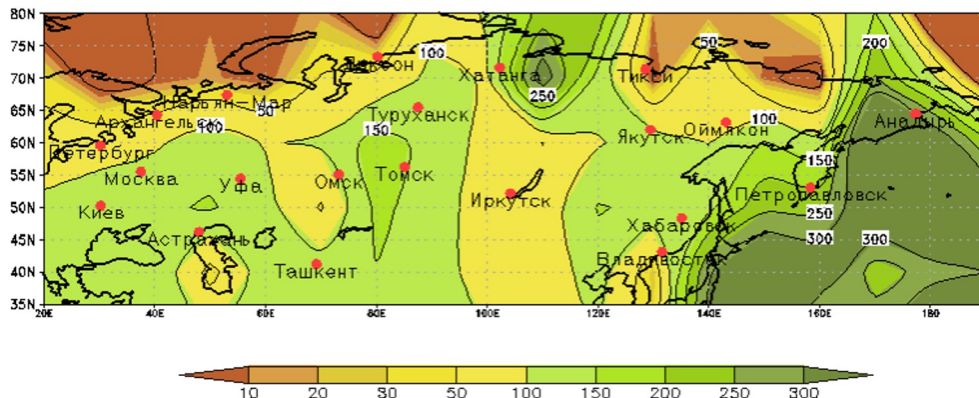 80N
75N
70N
65N
60N
55N
50N
45N
40N
35N
20E 40E 60E 80E 100E 120E 140E 160E 180
100
50
200
Диксон
Хатанга
Тикси
250
Нарьян-Мар
50
Туруханск
100
Архангельск
100
150
Якутск
Оймякон
Анадырь
Петербург
Москва
Уфа
Омск
Томск
Иркутск
150
Петропавловск
Киев
250
Хабаровск
Астрахань
300
300
Ташкент
Владивосток
10 20 30 50 100 150 200 250 300